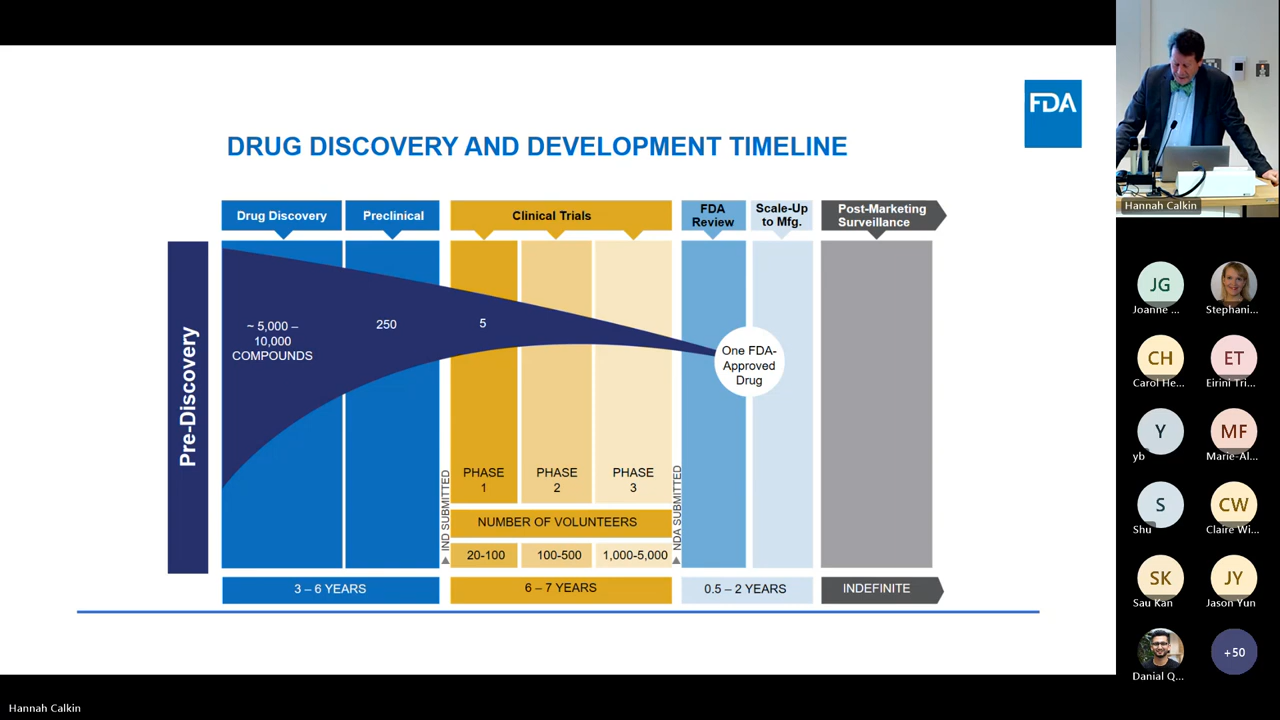 FDA
DRUG DISCOVERY AND DEVELOPMENT TIMELINE
Drug Discovery
Preclinical
Clinical Trials
FDA
Review
Scale-Up
to Mfg.
Post-Marketing
Surveillance
Pre-Discovery
~ 5,000 –
10,000
COMPOUNDS
250
5
One FDA-
Approved
Drug
IND SUBMITTED
PHASE
1
PHASE
2
PHASE
3
NDA SUBMITTED
NUMBER OF VOLUNTEERS
20-100
100-500
1,000-5,000
3 – 6 YEARS
6 – 7 YEARS
0.5 – 2 YEARS
INDEFINITE
Hannah Calkin
JG
Joanne ...
Stephani...
CH
Carol He...
ET
Eirini Tri...
Y
yb
MF
Marie-Al...
S
Shu
CW
Claire Wi...
SK
Sau Kan
JY
Jason Yun
Danial Q...
+50
Hannah Calkin